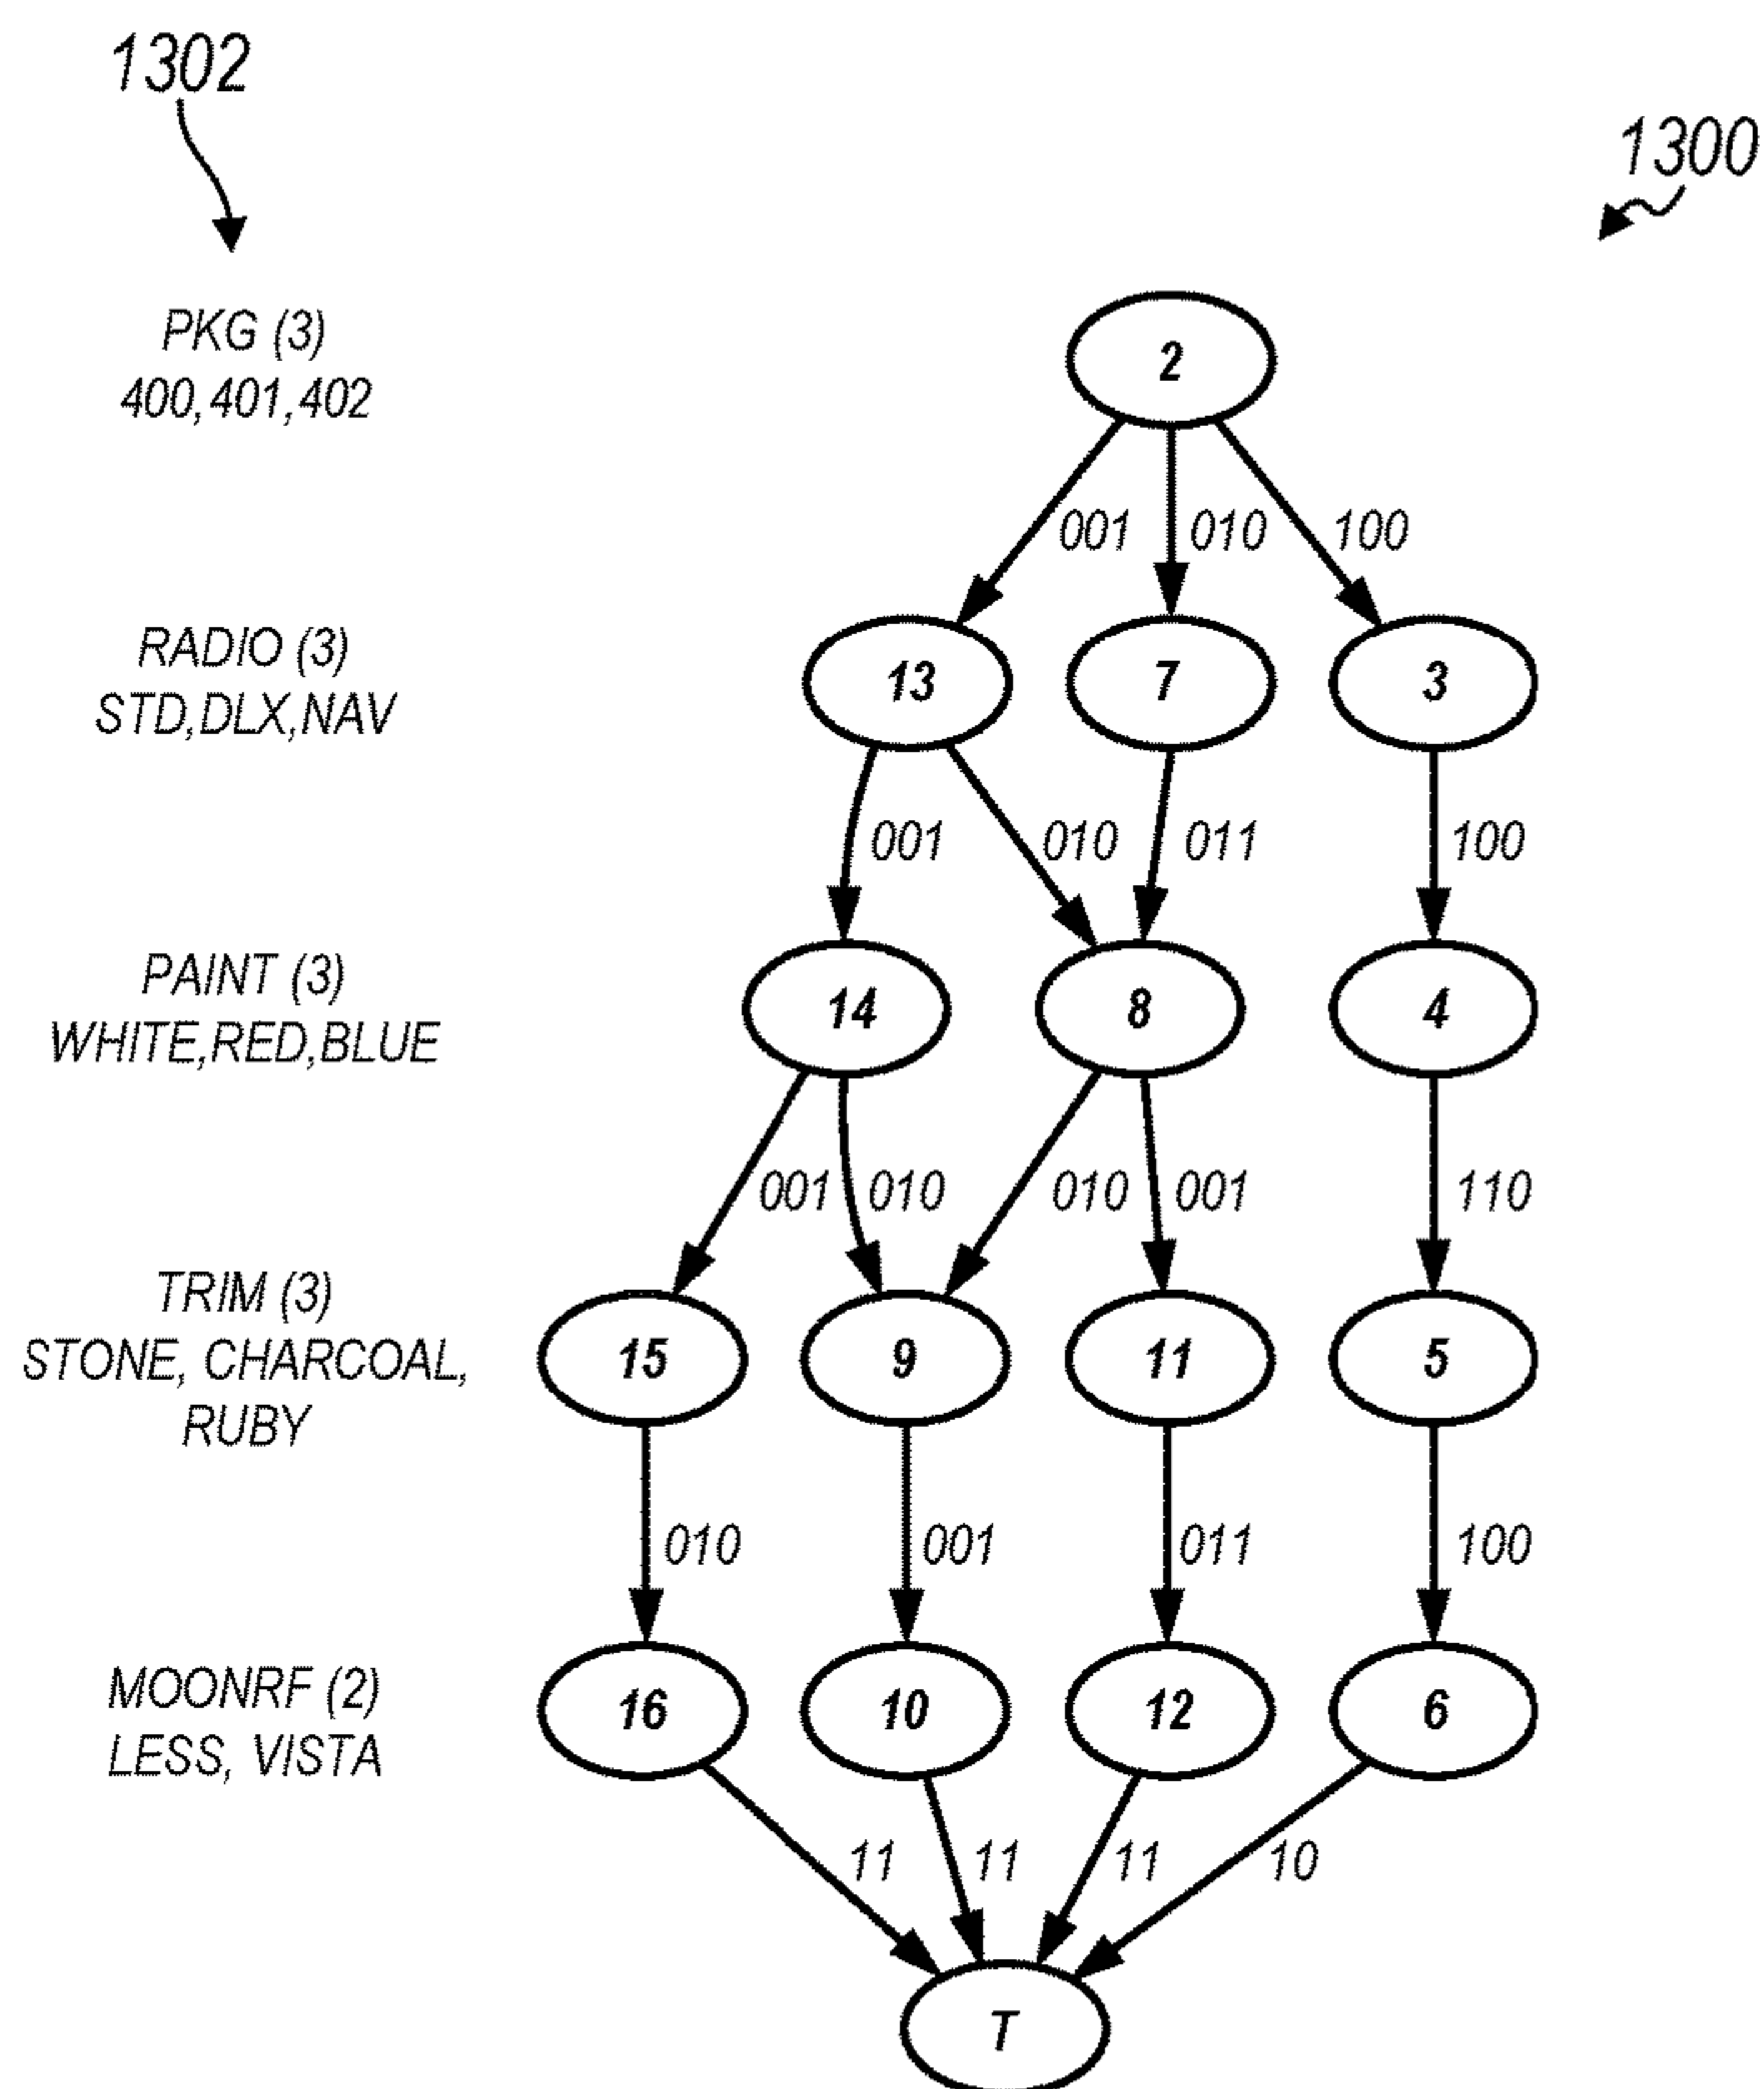 1302
1300
PKG (3)
400,401,402
2
001 010 100
RADIO (3)
STD,DLX,NAV
13 7 3
001 010 011 100
PAINT (3)
WHITE,RED,BLUE
14 8 4
001 010 010 001 110
TRIM (3)
STONE, CHARCOAL,
RUBY
15 9 11 5
010 001 011 100
MOONRF (2)
LESS, VISTA
16 10 12 6
11 11 11 10
T